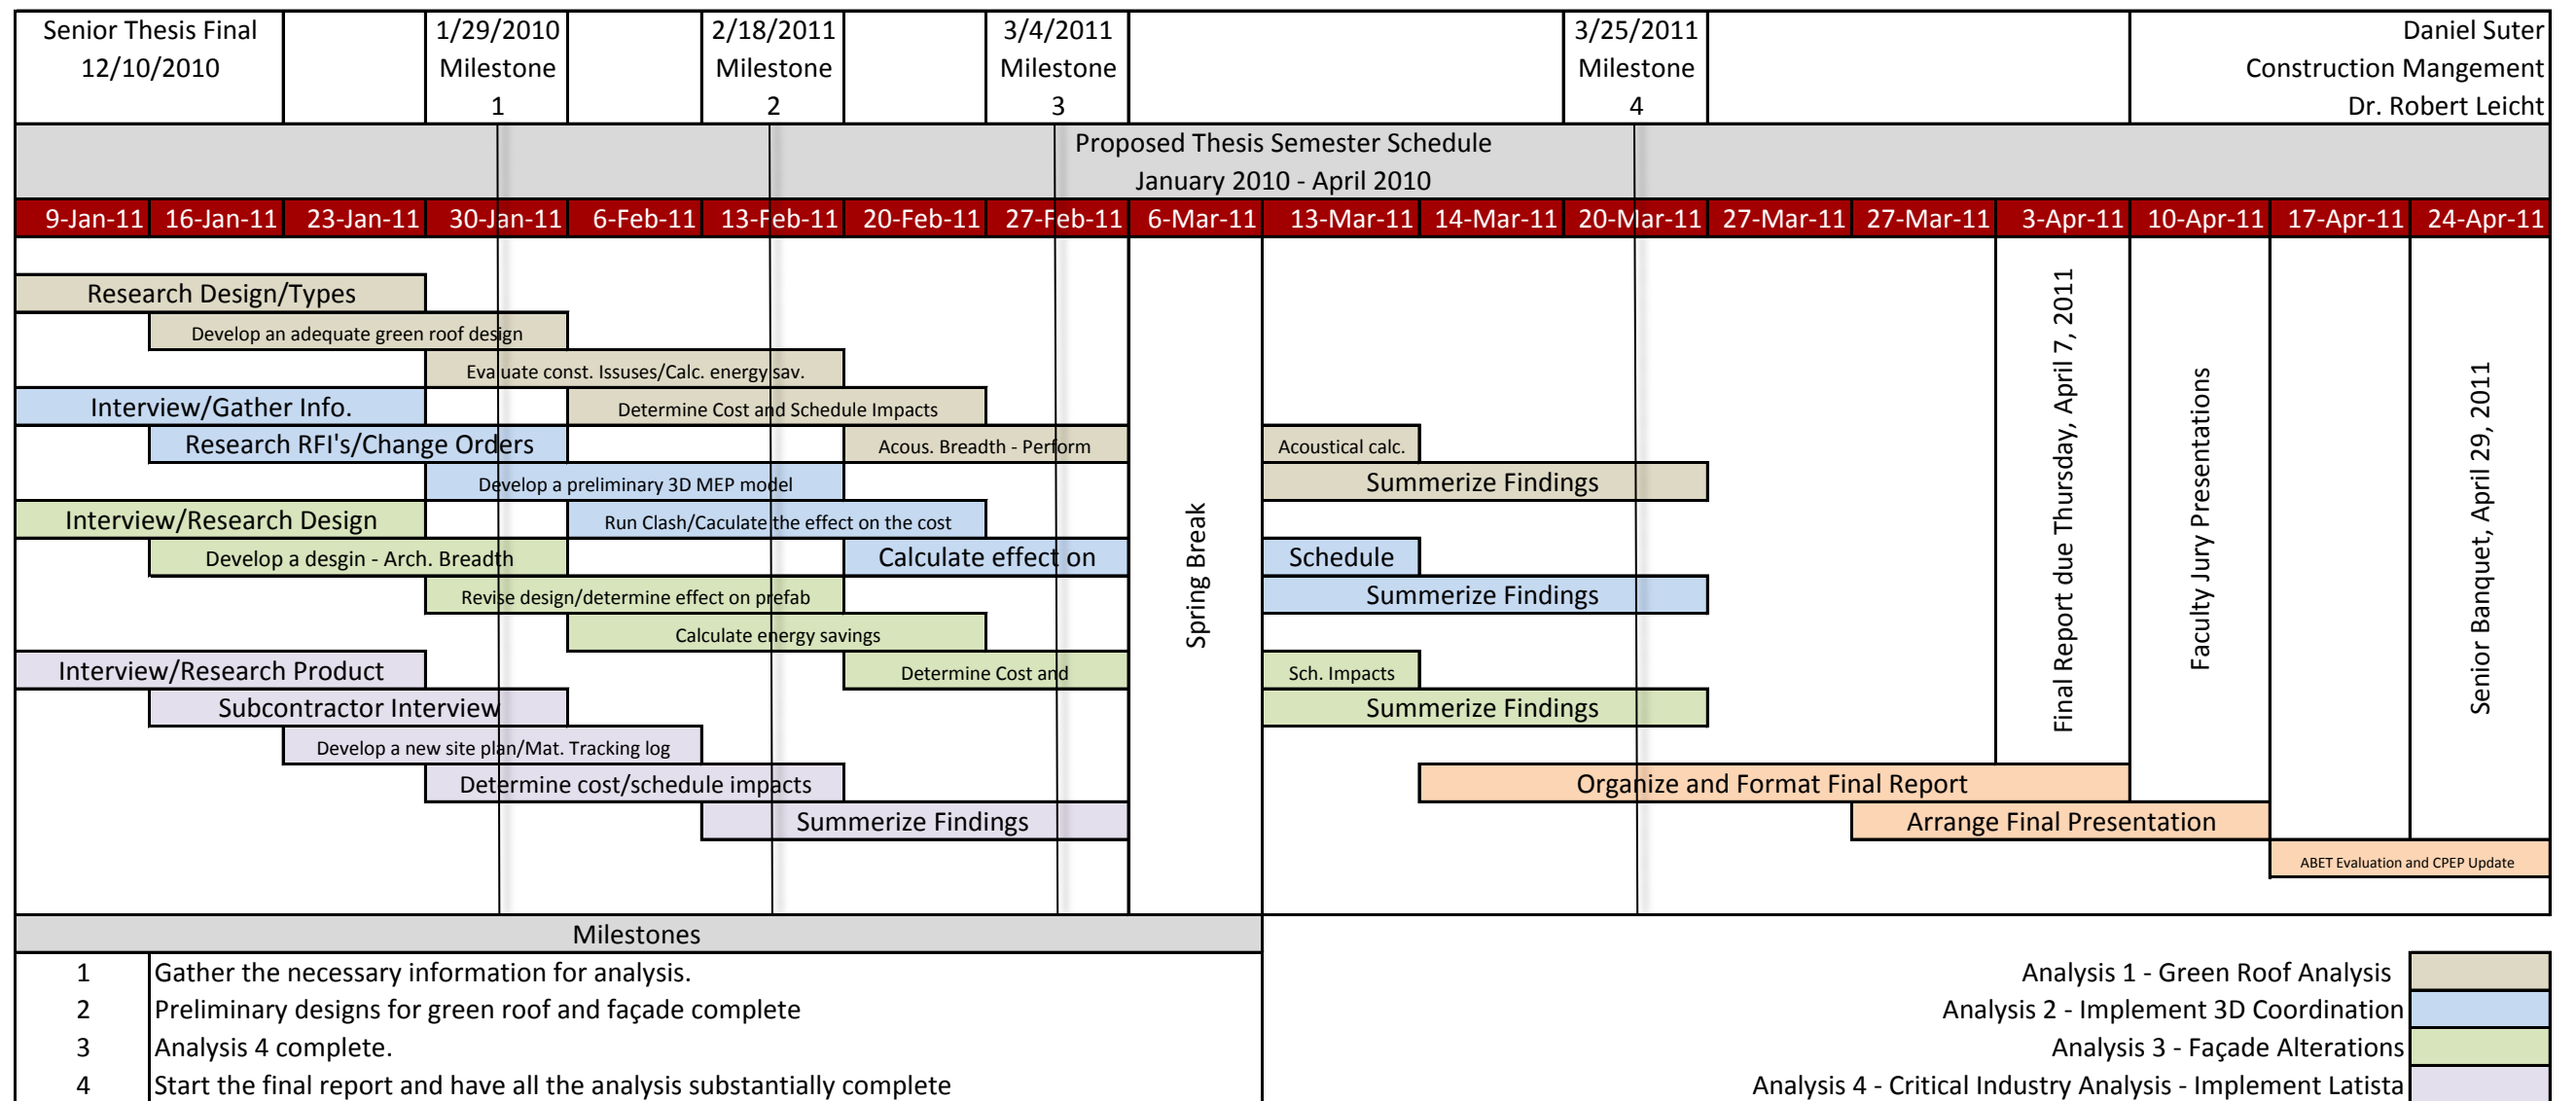 Senior Thesis Final
12/10/2010
1/29/2010
Milestone
1
2/18/2011
Milestone
2
3/4/2011
Milestone
3
3/25/2011
Milestone
4
Daniel Suter
Construction Mangement
Dr. Robert Leicht
Proposed Thesis Semester Schedule
January 2010 - April 2010
9-Jan-11 16-Jan-11 23-Jan-11 30-Jan-11 6-Feb-11 13-Feb-11 20-Feb-11 27-Feb-11 6-Mar-11 13-Mar-11 14-Mar-11 20-Mar-11 27-Mar-11 27-Mar-11 3-Apr-11 10-Apr-11 17-Apr-11 24-Apr-11
Research Design/Types
Develop an adequate green roof design
Evaluate const. Issuses/Calc. energy sav.
Interview/Gather Info.
Determine Cost and Schedule Impacts
Research RFI's/Change Orders
Acous. Breadth - Perform
Acoustical calc.
Develop a preliminary 3D MEP model
Summerize Findings
Interview/Research Design
Run Clash/Caculate the effect on the cost
Develop a desgin - Arch. Breadth
Calculate effect on
Schedule
Revise design/determine effect on prefab
Summerize Findings
Calculate energy savings
Interview/Research Product
Determine Cost and
Sch. Impacts
Subcontractor Interview
Summerize Findings
Develop a new site plan/Mat. Tracking log
Determine cost/schedule impacts
Organize and Format Final Report
Summerize Findings
Arrange Final Presentation
ABET Evaluation and CPEP Update
Spring Break
Final Report due Thursday, April 7, 2011
Faculty Jury Presentations
Senior Banquet, April 29, 2011
Milestones
1 Gather the necessary information for analysis.
2 Preliminary designs for green roof and façade complete
3 Analysis 4 complete.
4 Start the final report and have all the analysis substantially complete
Analysis 1 - Green Roof Analysis
Analysis 2 - Implement 3D Coordination
Analysis 3 - Façade Alterations
Analysis 4 - Critical Industry Analysis - Implement Latista